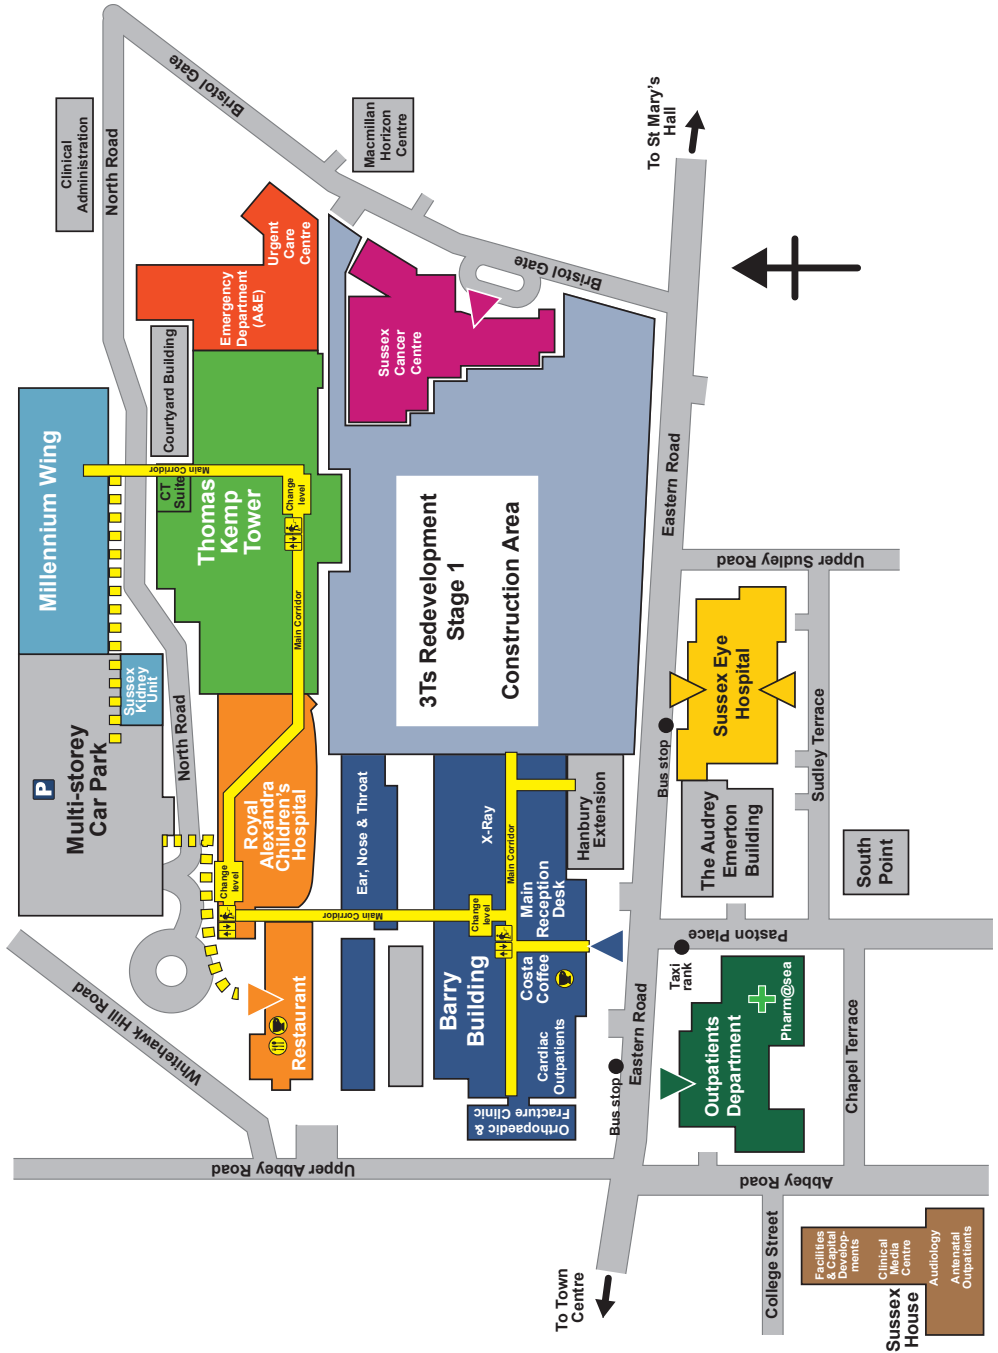 Bristol Gate
Clinical
Administration
North Road
Macmillan
Horizon
Centre
To St Mary's
Hall
Urgent
Care
Centre
Emergency
Department
(A&E)
Bristol Gate
Sussex
Cancer
Centre
Courtyard Building
Millennium Wing
Main Corridor
CT
Suite
Thomas
Kemp
Tower
Change
level
Main Corridor
3Ts Redevelopment
Stage 1
Construction Area
Eastern Road
Upper Sudley Road
Sussex
Kidney
Unit
North Road
P
Multi-storey
Car Park
Sussex Eye
Hospital
Bus stop
Sudley Terrace
Royal
Alexandra
Children's
Hospital
Change
level
Ear, Nose & Throat
X-Ray
Main Corridor
Hanbury
Extension
The Audrey
Emerton
Building
South
Point
Main Corridor
Change
level
Main
Reception
Desk
Paston Place
Taxi
rank
Whitehawk Hill Road
Restaurant
Barry
Building
Costa
Coffee
Cardiac
Outpatients
Orthopaedic &
Fracture Clinic
Eastern Road
Bus stop
Outpatients
Department
Pharm@sea
Chapel Terrace
Upper Abbey Road
Abbey Road
To Town
Centre
College Street
Facilities
& Capital
Develop-
ments
Clinical
Media
Centre
Audiology
Antenatal
Outpatients
Sussex
House